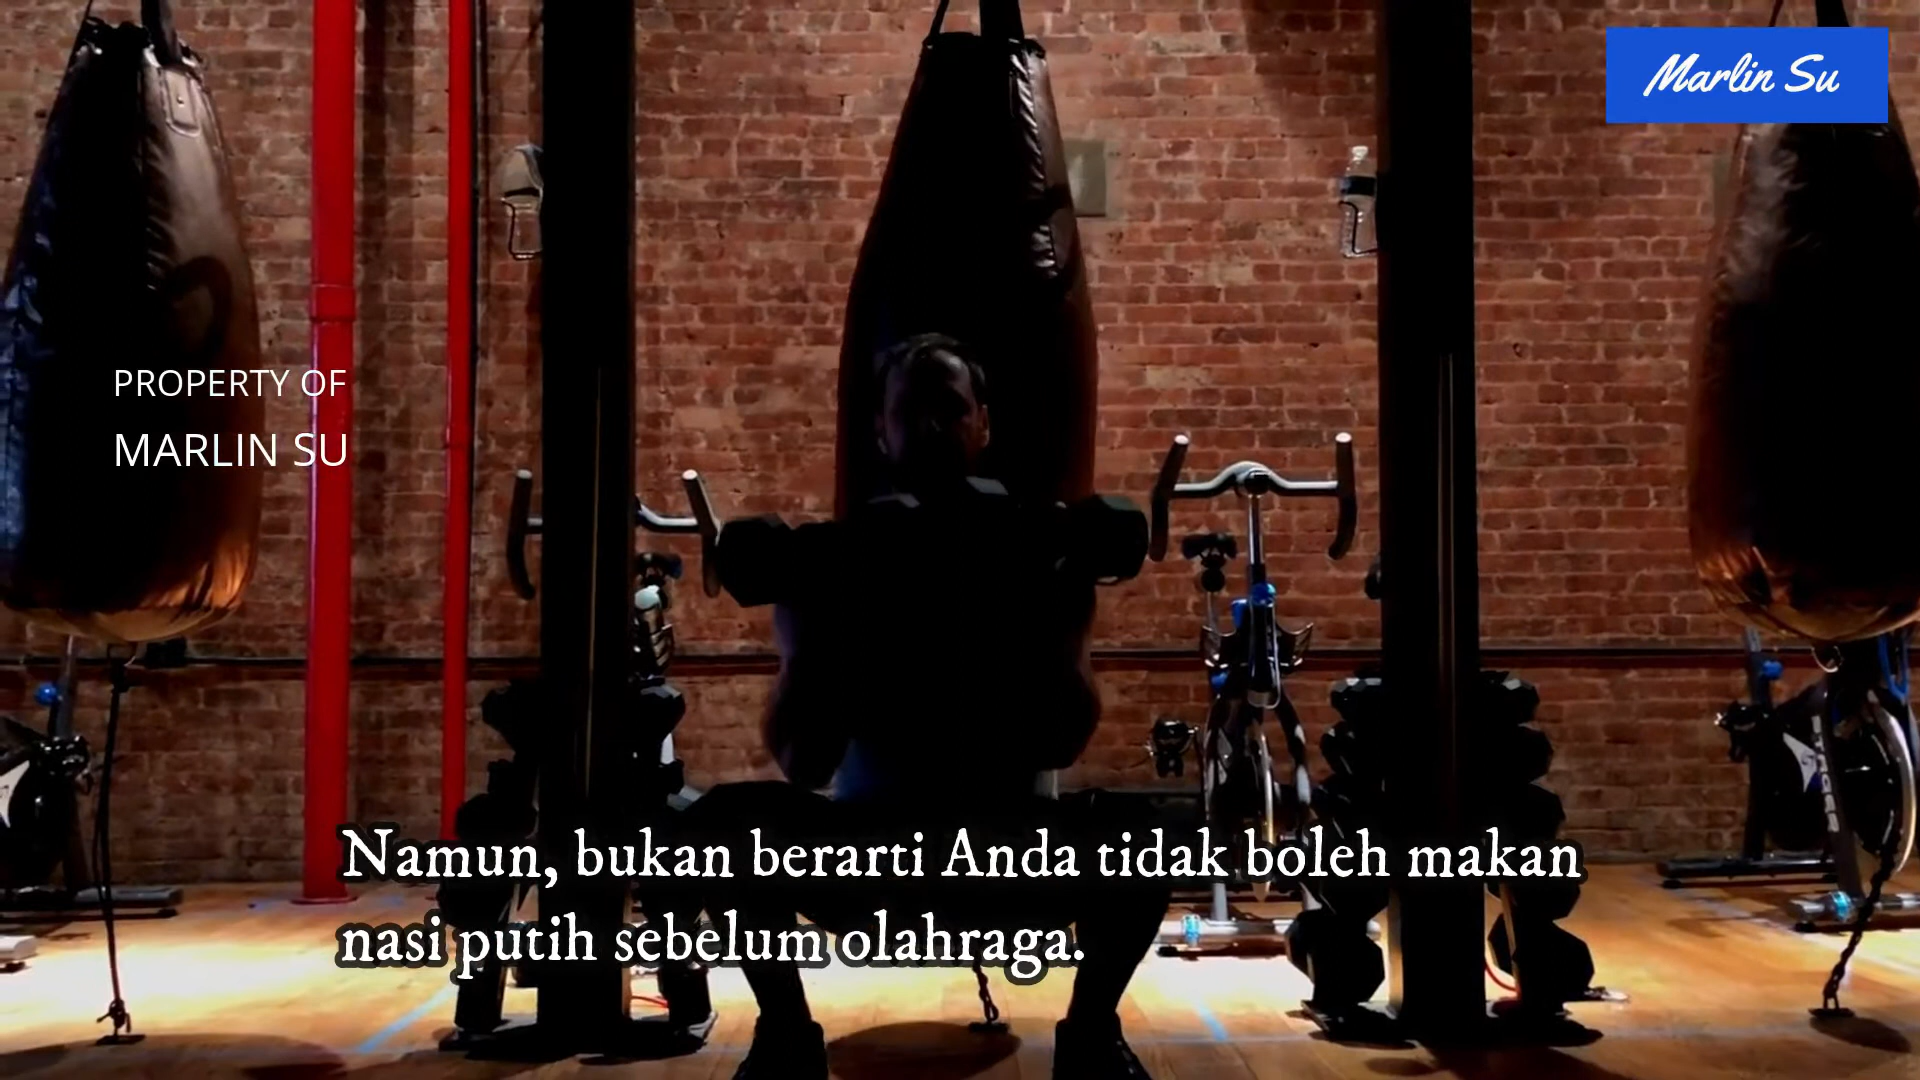 Marlin Su
PROPERTY OF
MARLIN SU
Namun, bukan berarti Anda tidak boleh makan
nasi putih sebelum olahraga.